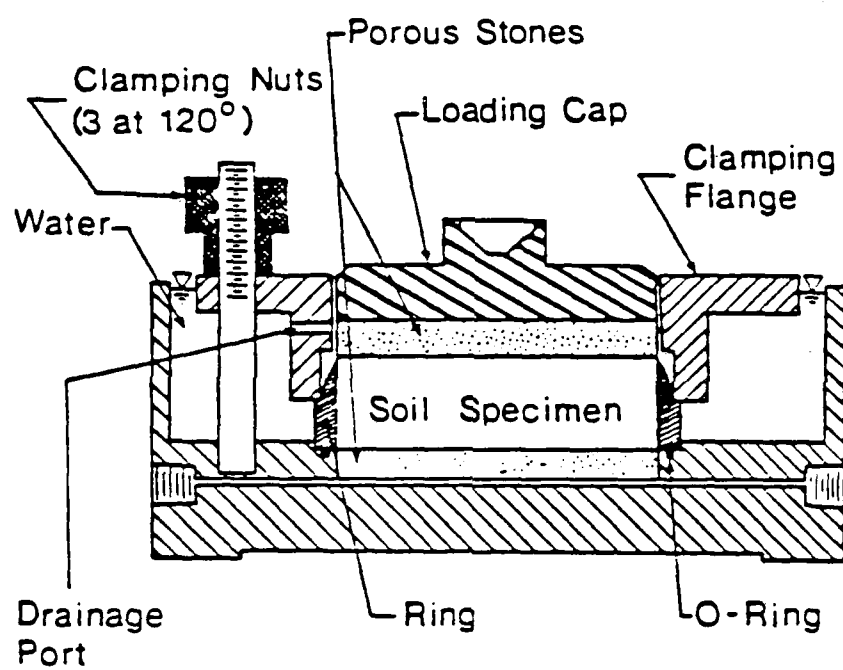 Porous Stones
Clamping Nuts
(3 at 120°)
Loading Cap
Clamping
Flange
Water
Soil Specimen
Drainage
Port
Ring
O-Ring